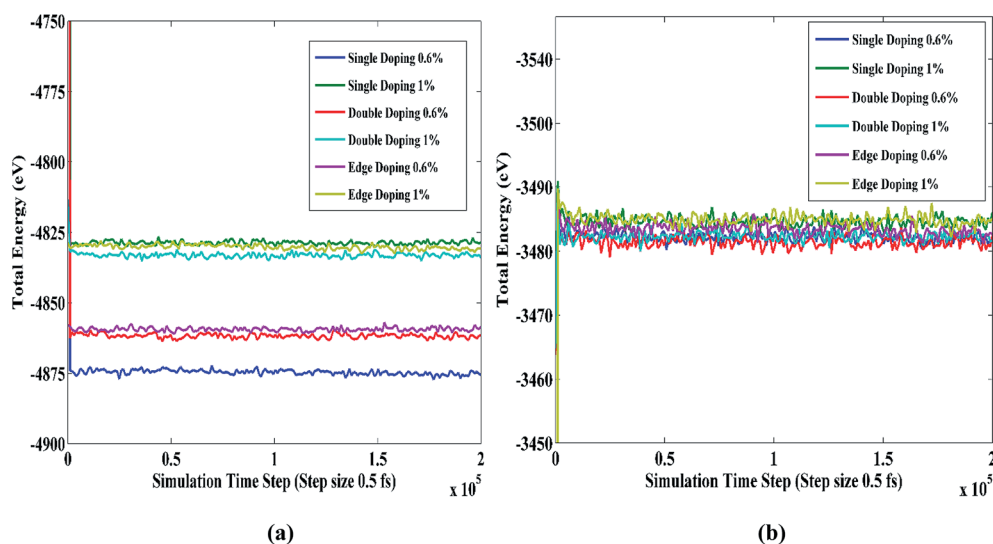 -4750
-4775
-4800
-4825
-4850
-4875
-4900
Total Energy (eV)
Single Doping 0.6%
Single Doping 1%
Double Doping 0.6%
Double Doping 1%
Edge Doping 0.6%
Edge Doping 1%
0 0.5 1 1.5 2
Simulation Time Step (Step size 0.5 fs)
x 10^5
(a)
-3540
-3500
-3490
-3480
-3460
-3450
Total Energy (eV)
Single Doping 0.6%
Single Doping 1%
Double Doping 0.6%
Double Doping 1%
Edge Doping 0.6%
Edge Doping 1%
0 0.5 1 1.5 2
Simulation Time Step (Step size 0.5 fs)
x 10^5
(b)